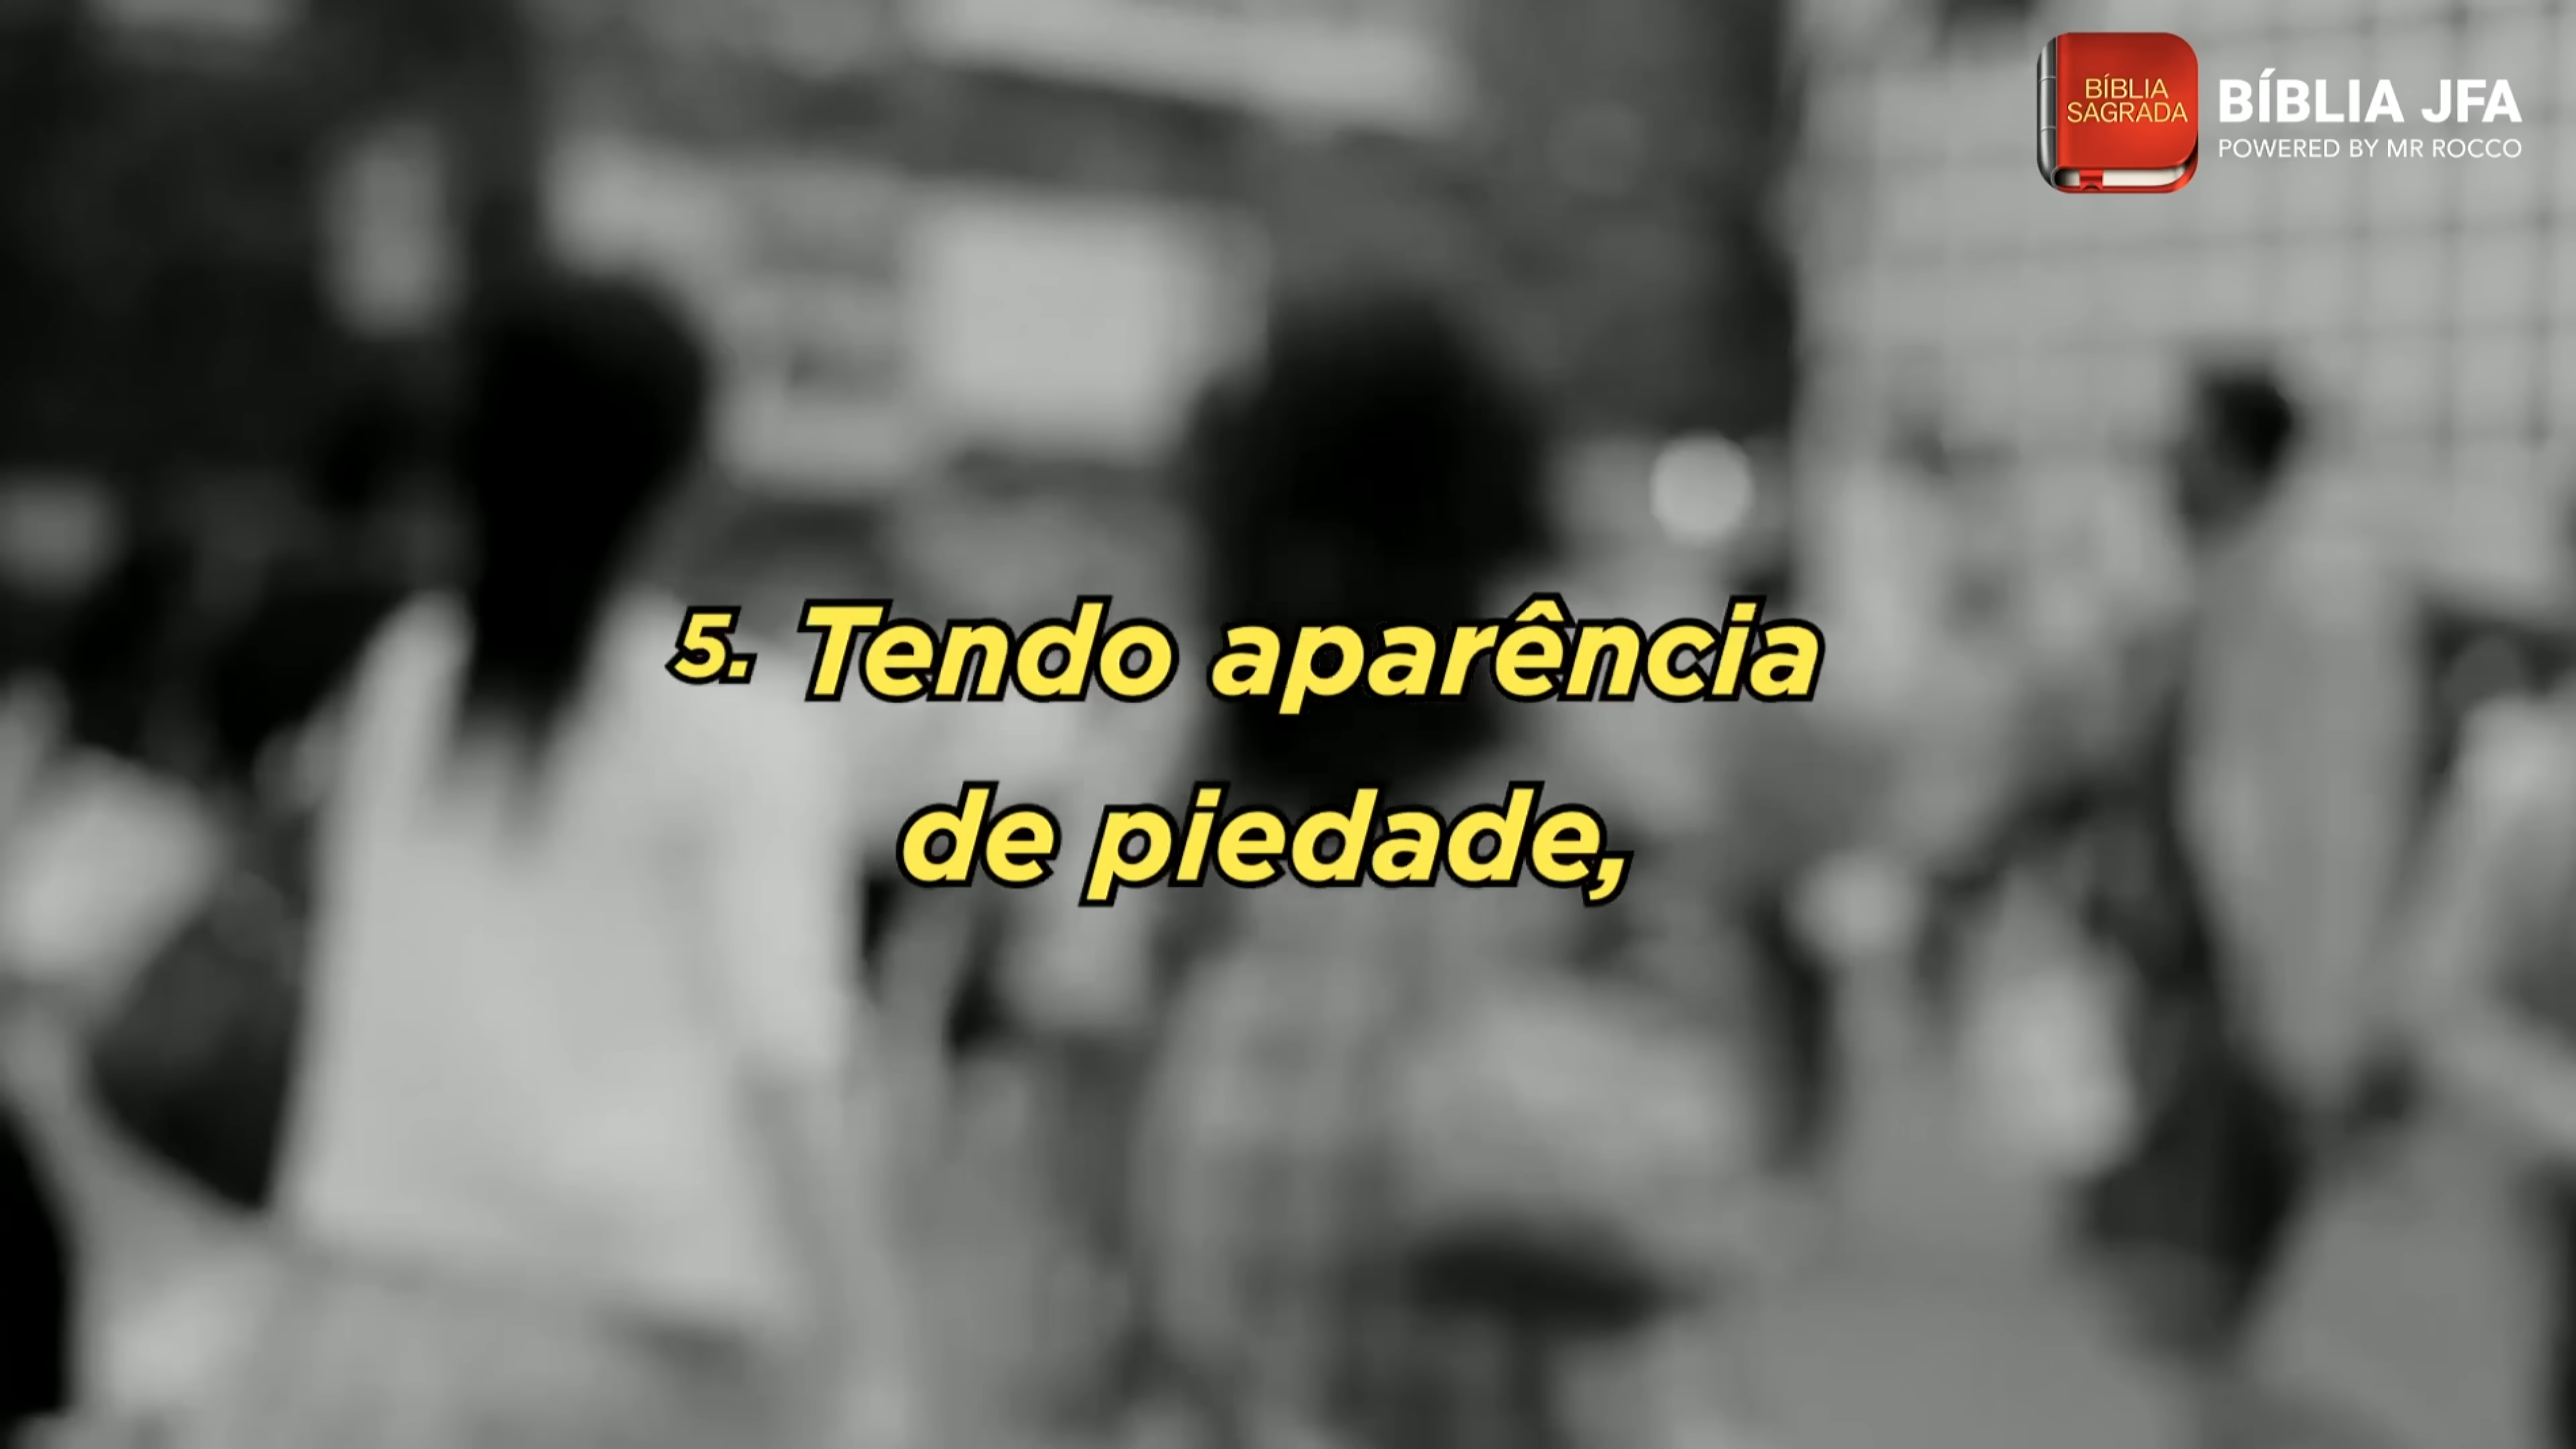 BÍBLIA
SAGRADA
BÍBLIA JFA
POWERED BY MR ROCCO
5. Tendo aparência
de piedade,